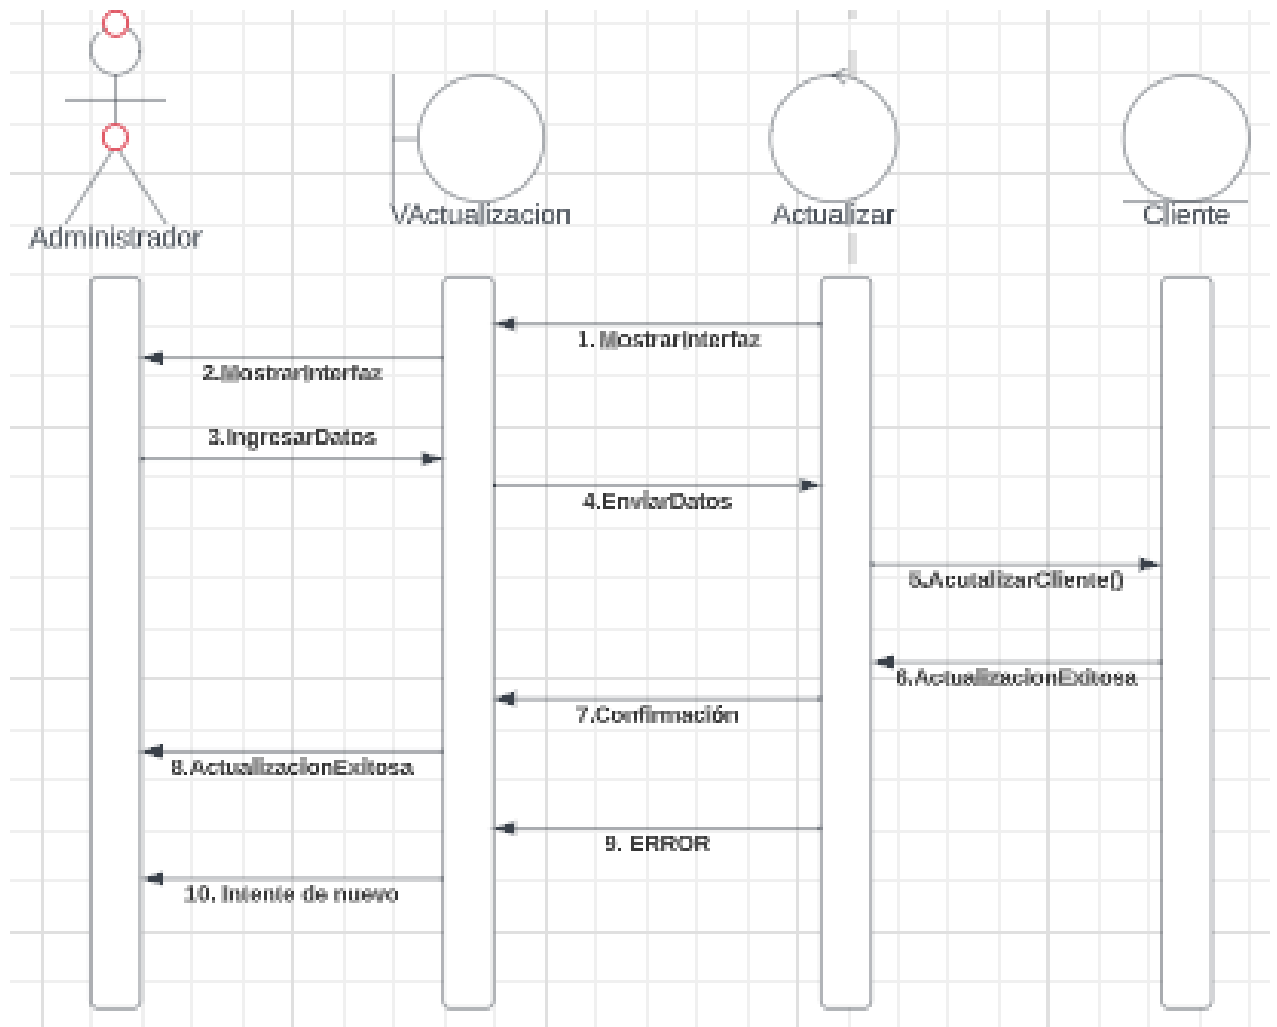 Administrador
VActualizacion
Actualizar
Cliente
1. MostrarInterfaz
2.MostrarInterfaz
3.IngresarDatos
4.EnviarDatos
5.AcutalizarCliente()
6.ActualizacionExitosa
7.Confirmación
8.ActualizacionExitosa
9. ERROR
10. Intente de nuevo